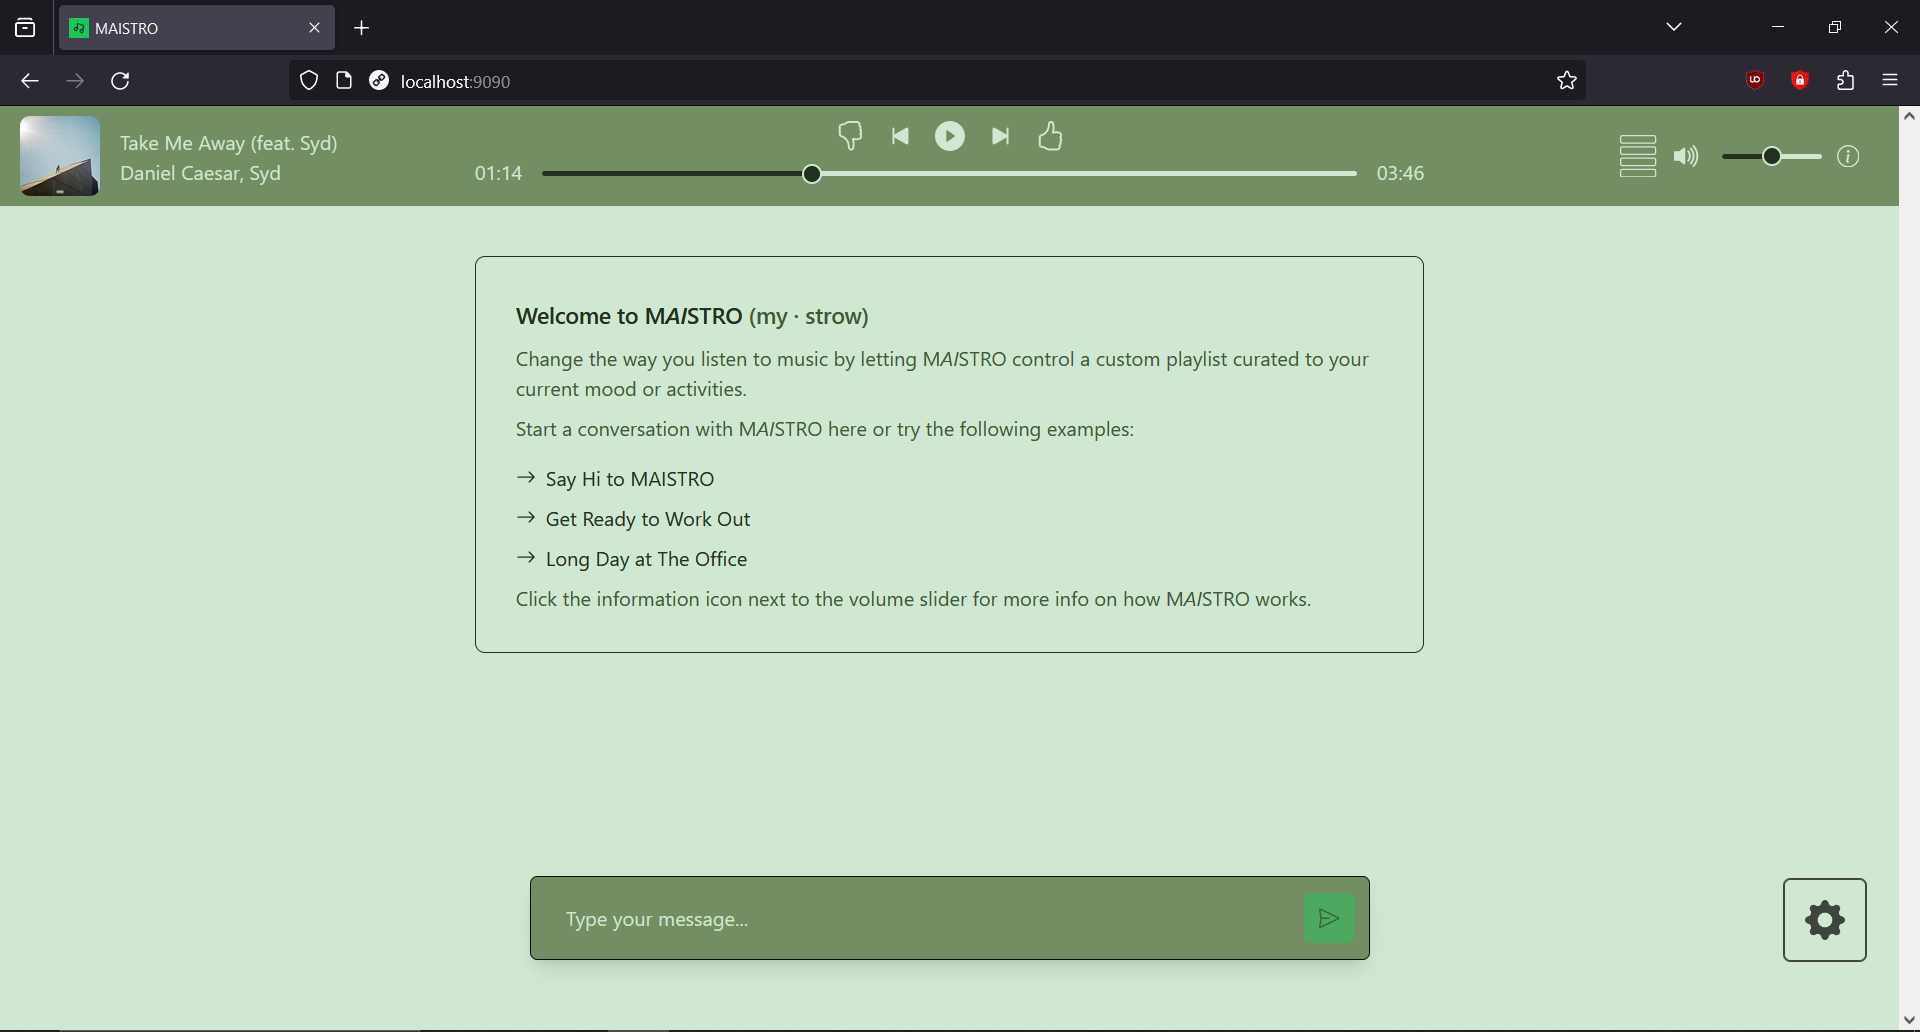 MAISTRO
localhost:9090
Take Me Away (feat. Syd)
Daniel Caesar, Syd
01:14
03:46
Welcome to MAISTRO (my · strow)
Change the way you listen to music by letting MAISTRO control a custom playlist curated to your
current mood or activities.
Start a conversation with MAISTRO here or try the following examples:
→ Say Hi to MAISTRO
→ Get Ready to Work Out
→ Long Day at The Office
Click the information icon next to the volume slider for more info on how MAISTRO works.
Type your message...